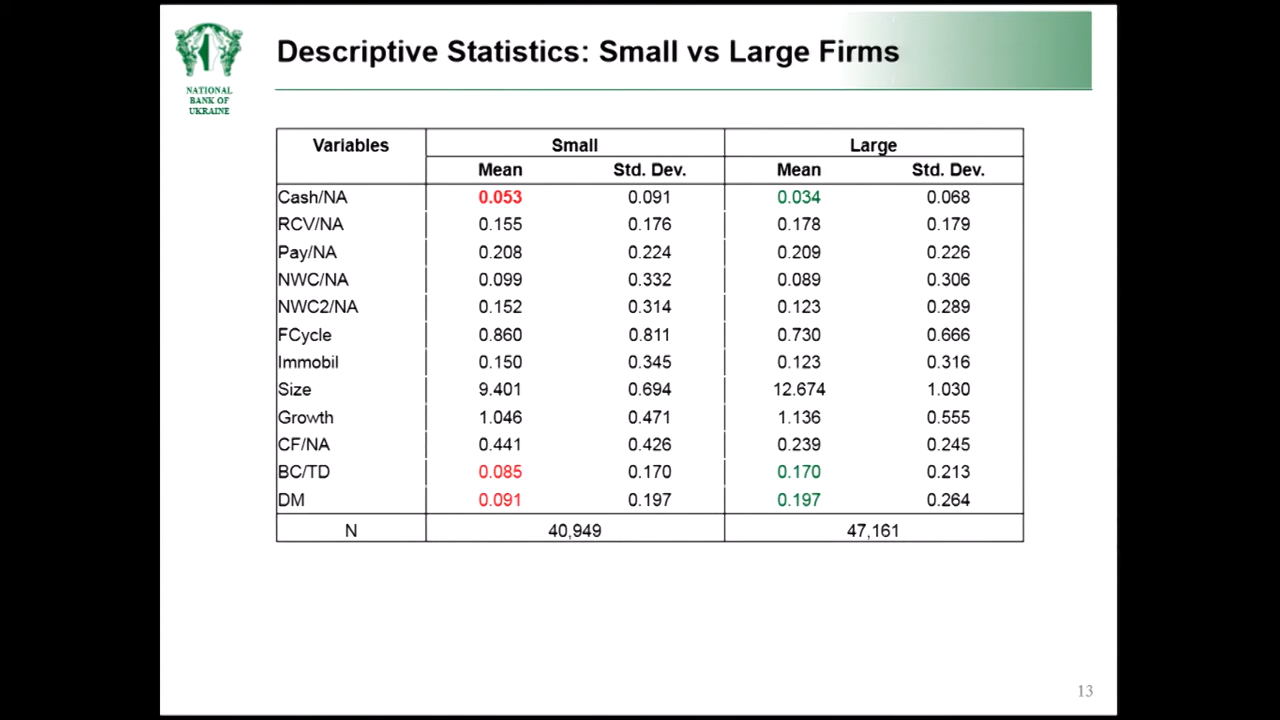 NATIONAL
BANK OF
UKRAINE
Descriptive Statistics: Small vs Large Firms
Variables Small Large
Mean Std. Dev. Mean Std. Dev.
Cash/NA 0.053 0.091 0.034 0.068
RCV/NA 0.155 0.176 0.178 0.179
Pay/NA 0.208 0.224 0.209 0.226
NWC/NA 0.099 0.332 0.089 0.306
NWC2/NA 0.152 0.314 0.123 0.289
FCycle 0.860 0.811 0.730 0.666
Immobil 0.150 0.345 0.123 0.316
Size 9.401 0.694 12.674 1.030
Growth 1.046 0.471 1.136 0.555
CF/NA 0.441 0.426 0.239 0.245
BC/TD 0.085 0.170 0.170 0.213
DM 0.091 0.197 0.197 0.264
N 40,949 47,161
13